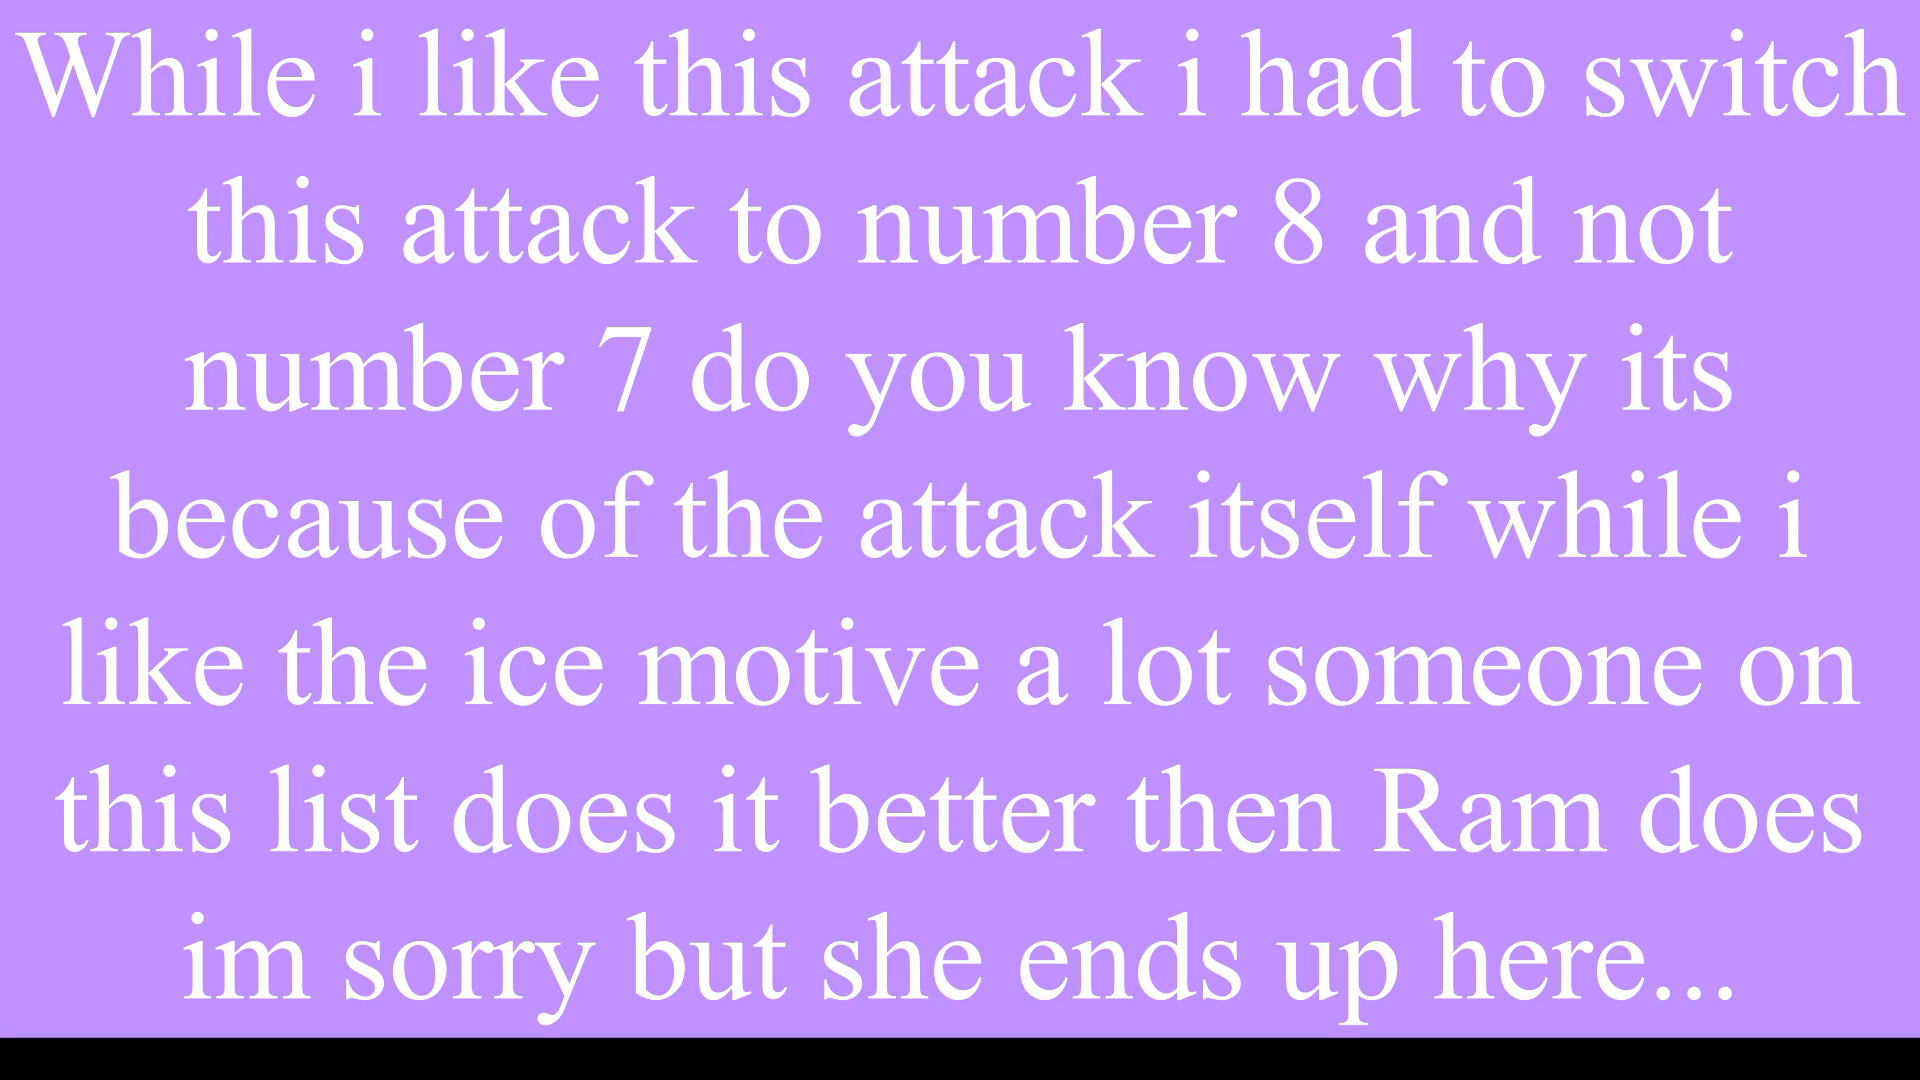 While i like this attack i had to switch
this attack to number 8 and not
number 7 do you know why its
because of the attack itself while i
like the ice motive a lot someone on
this list does it better then Ram does
im sorry but she ends up here...